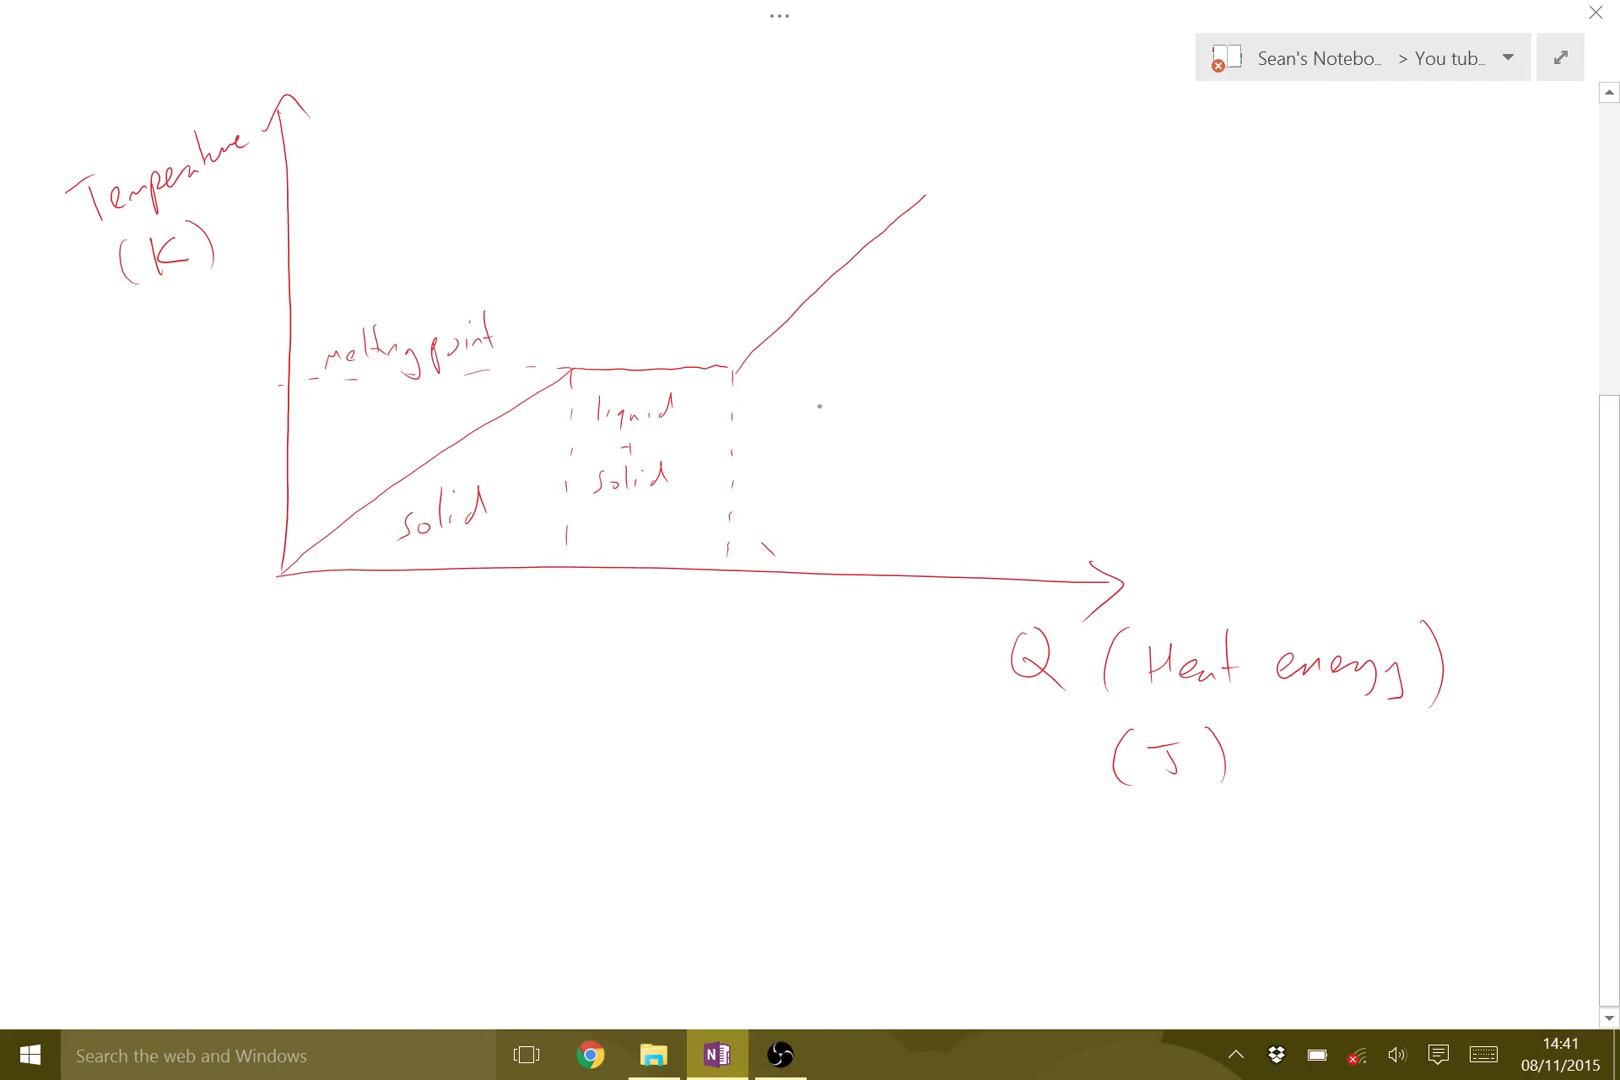 Sean's Notebo... > You tub...
Temperature
(K)
melting point
liquid
+
solid
solid
Q (Heat energy)
(J)
Search the web and Windows
14:41
08/11/2015